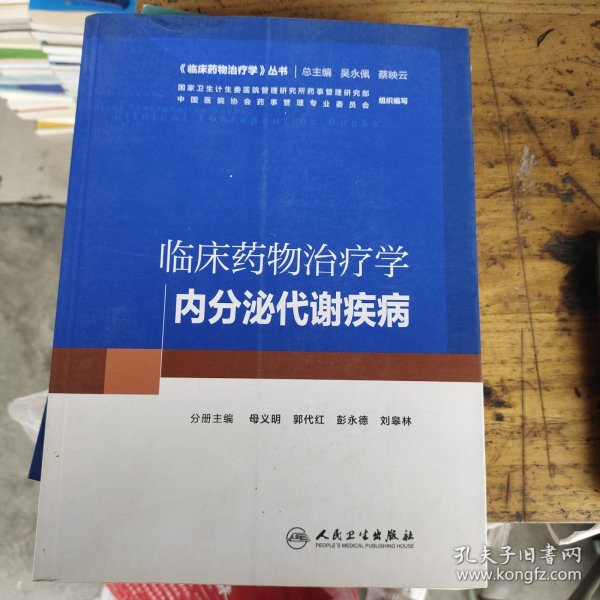 《临床药物治疗学》丛书 总主编 吴永佩 蔡映云
国家卫生计生委医院管理研究所药事管理研究部
中国医院协会药事管理专业委员会
组织编写
Clinical Therapeutics Books
临床药物治疗学
内分泌代谢疾病
分册主编 母义明 郭代红 彭永德 刘皋林
人民卫生出版社
PEOPLE'S MEDICAL PUBLISHING HOUSE
孔夫子旧书网
www.kongfz.com